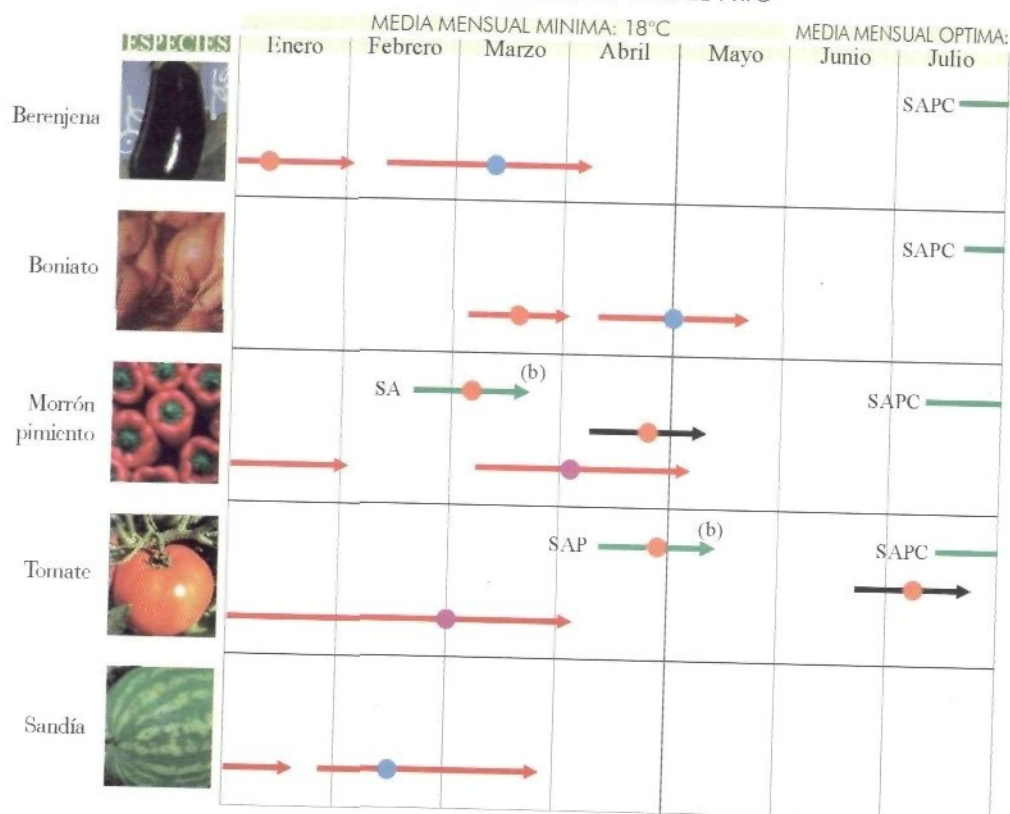 MEDIA MENSUAL MINIMA: 18°C
MEDIA MENSUAL OPTIMA:
ESPECIES Enero Febrero Marzo Abril Mayo Junio Julio
Berenjena
SAPC
Boniato
SAPC
Morrón
pimiento
SA
(b)
SAPC
Tomate
SAP
(b)
SAPC
Sandía